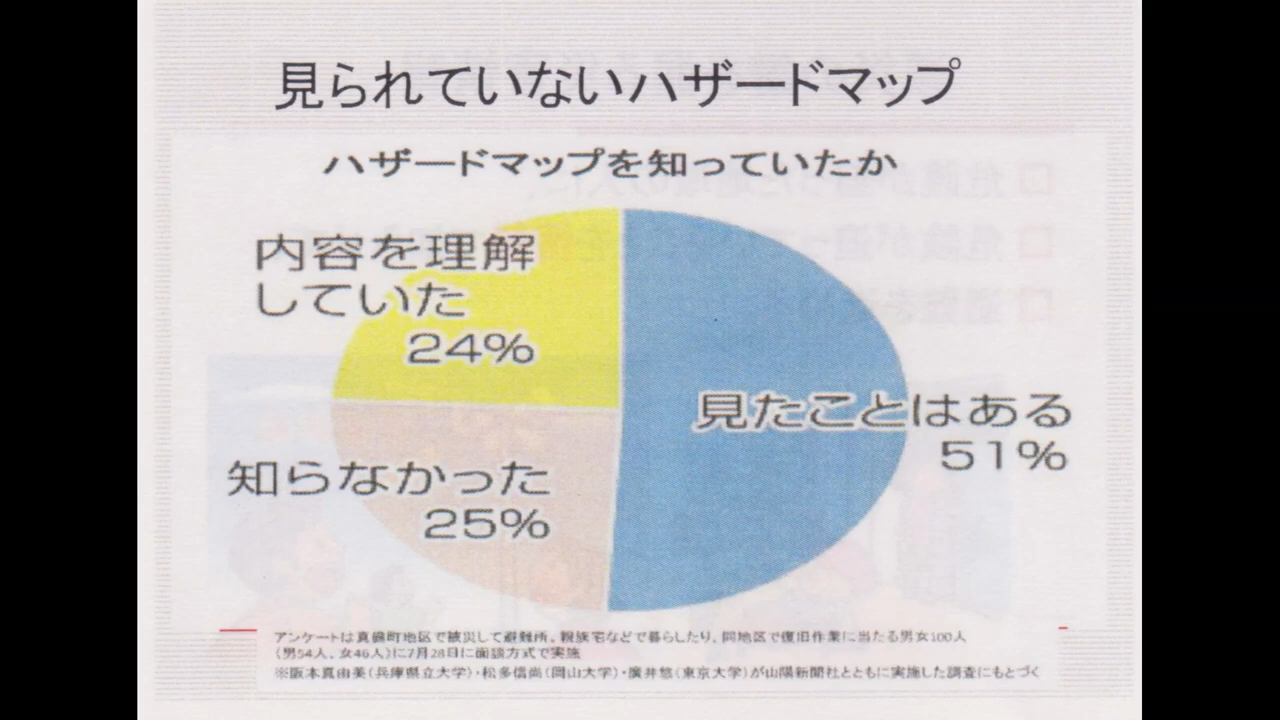 見られていないハザードマップ
ハザードマップを知っていたか
内容を理解
していた
24%
見たことはある
51%
知らなかった
25%
アンケートは真備町地区で被災して避難所、親族宅などで暮らしたり、同地区で復旧作業に当たる男女100人
(男54人、女46人)に7月28日に面談方式で実施
※阪本真由美(兵庫県立大学)・松多信尚(岡山大学)・廣井悠(東京大学)が山陽新聞社とともに実施した調査にもとづく